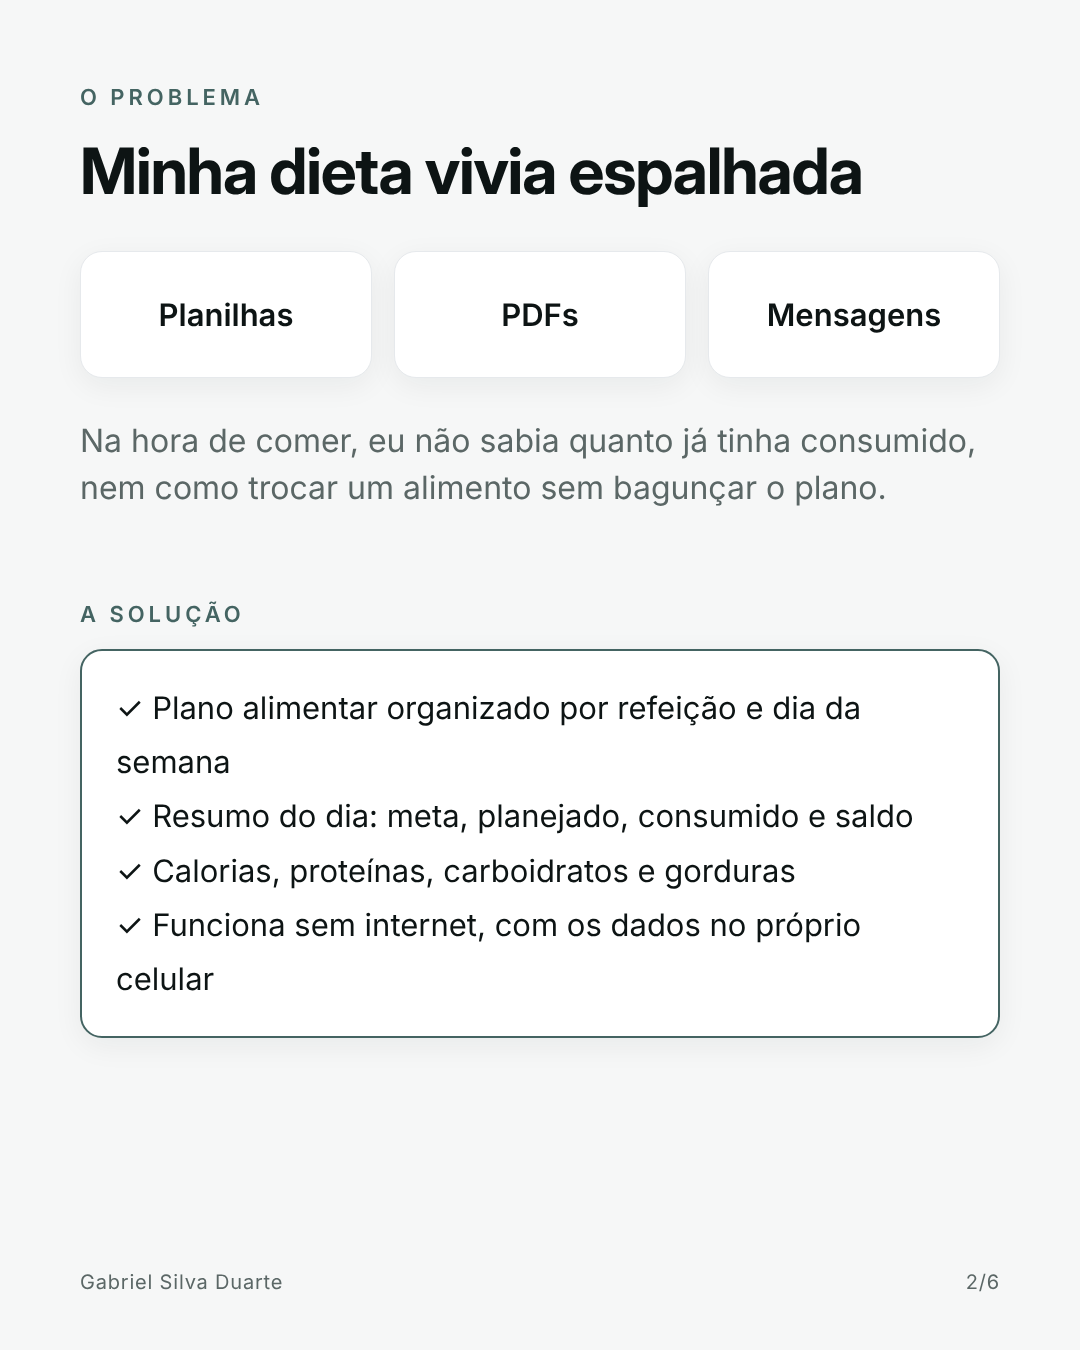 O PROBLEMA
Minha dieta vivia espalhada
Planilhas
PDFs
Mensagens
Na hora de comer, eu não sabia quanto já tinha consumido,
nem como trocar um alimento sem bagunçar o plano.
A SOLUÇÃO
✓ Plano alimentar organizado por refeição e dia da
semana
✓ Resumo do dia: meta, planejado, consumido e saldo
✓ Calorias, proteínas, carboidratos e gorduras
✓ Funciona sem internet, com os dados no próprio
celular
Gabriel Silva Duarte
2/6